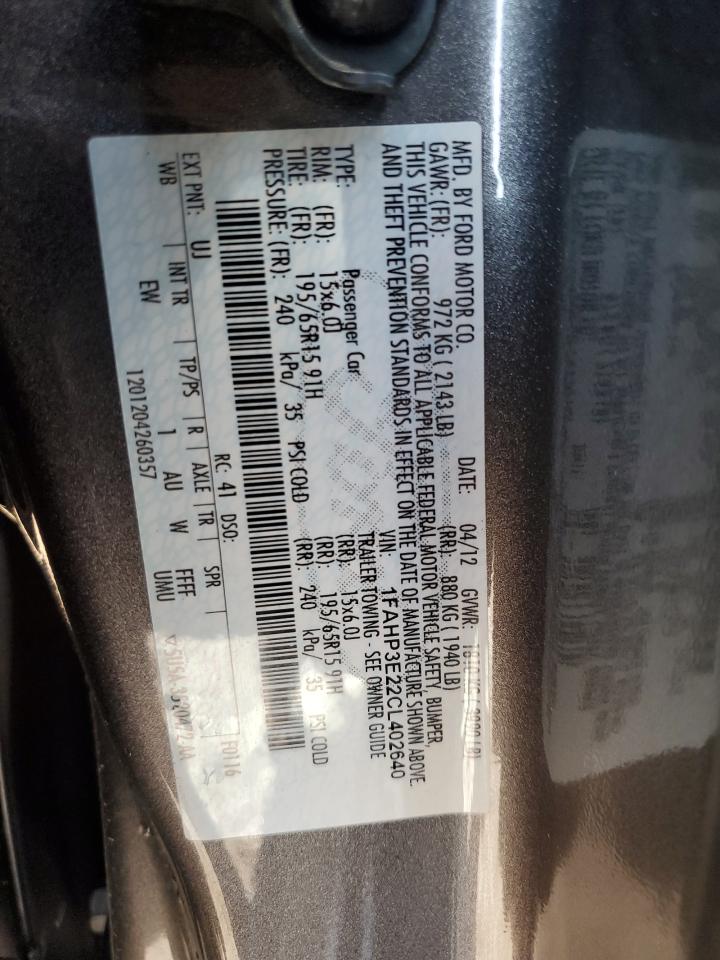 MFD. BY FORD MOTOR CO. DATE: 04/12 GVWR:
GAWR: (FR): 972 KG ( 2143 LB) (RR): 880 KG ( 1940 LB)
THIS VEHICLE CONFORMS TO ALL APPLICABLE FEDERAL MOTOR VEHICLE SAFETY, BUMPER,
AND THEFT PREVENTION STANDARDS IN EFFECT ON THE DATE OF MANUFACTURE SHOWN ABOVE.
VIN: 1FAHP3E22CL402640
TYPE: Passenger Car TRAILER TOWING - SEE OWNER GUIDE
RIM: (FR): 15x6.0J (RR): 15x6.0J
TIRE: (FR): 195/65R15 91H (RR): 195/65R15 91H
PRESSURE: (FR): 240 kPa/ 35 PSI COLD (RR): 240 kPa/ 35 PSI COLD
F0116
EXT PNT: UJ RC: 41 DSO:
WB INT TR TP/PS R AXLE TR SPR
EW 1 AU W FFFF
1201204260357 UMU